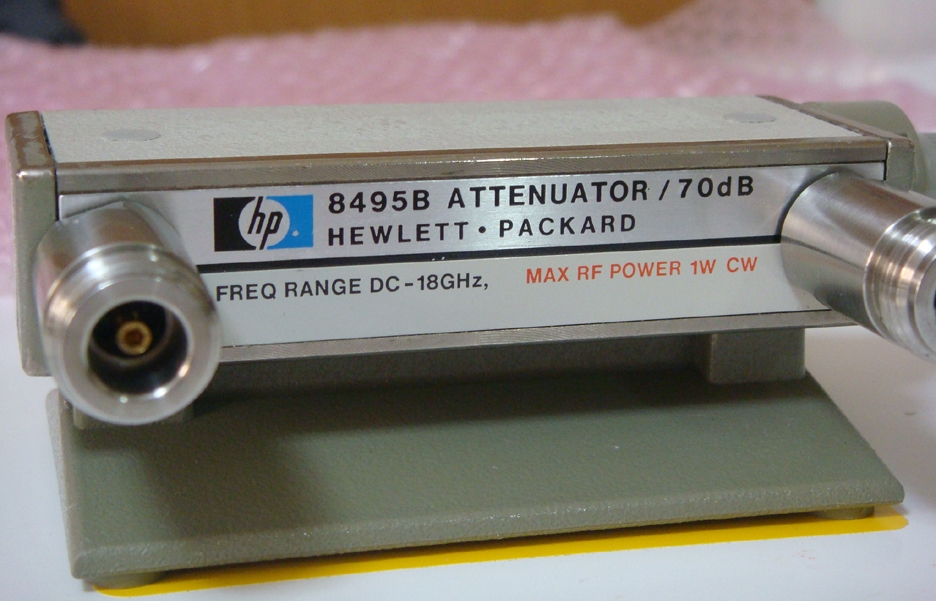 hp
8495B ATTENUATOR / 70dB
HEWLETT • PACKARD
FREQ RANGE DC-18GHz, MAX RF POWER 1W CW